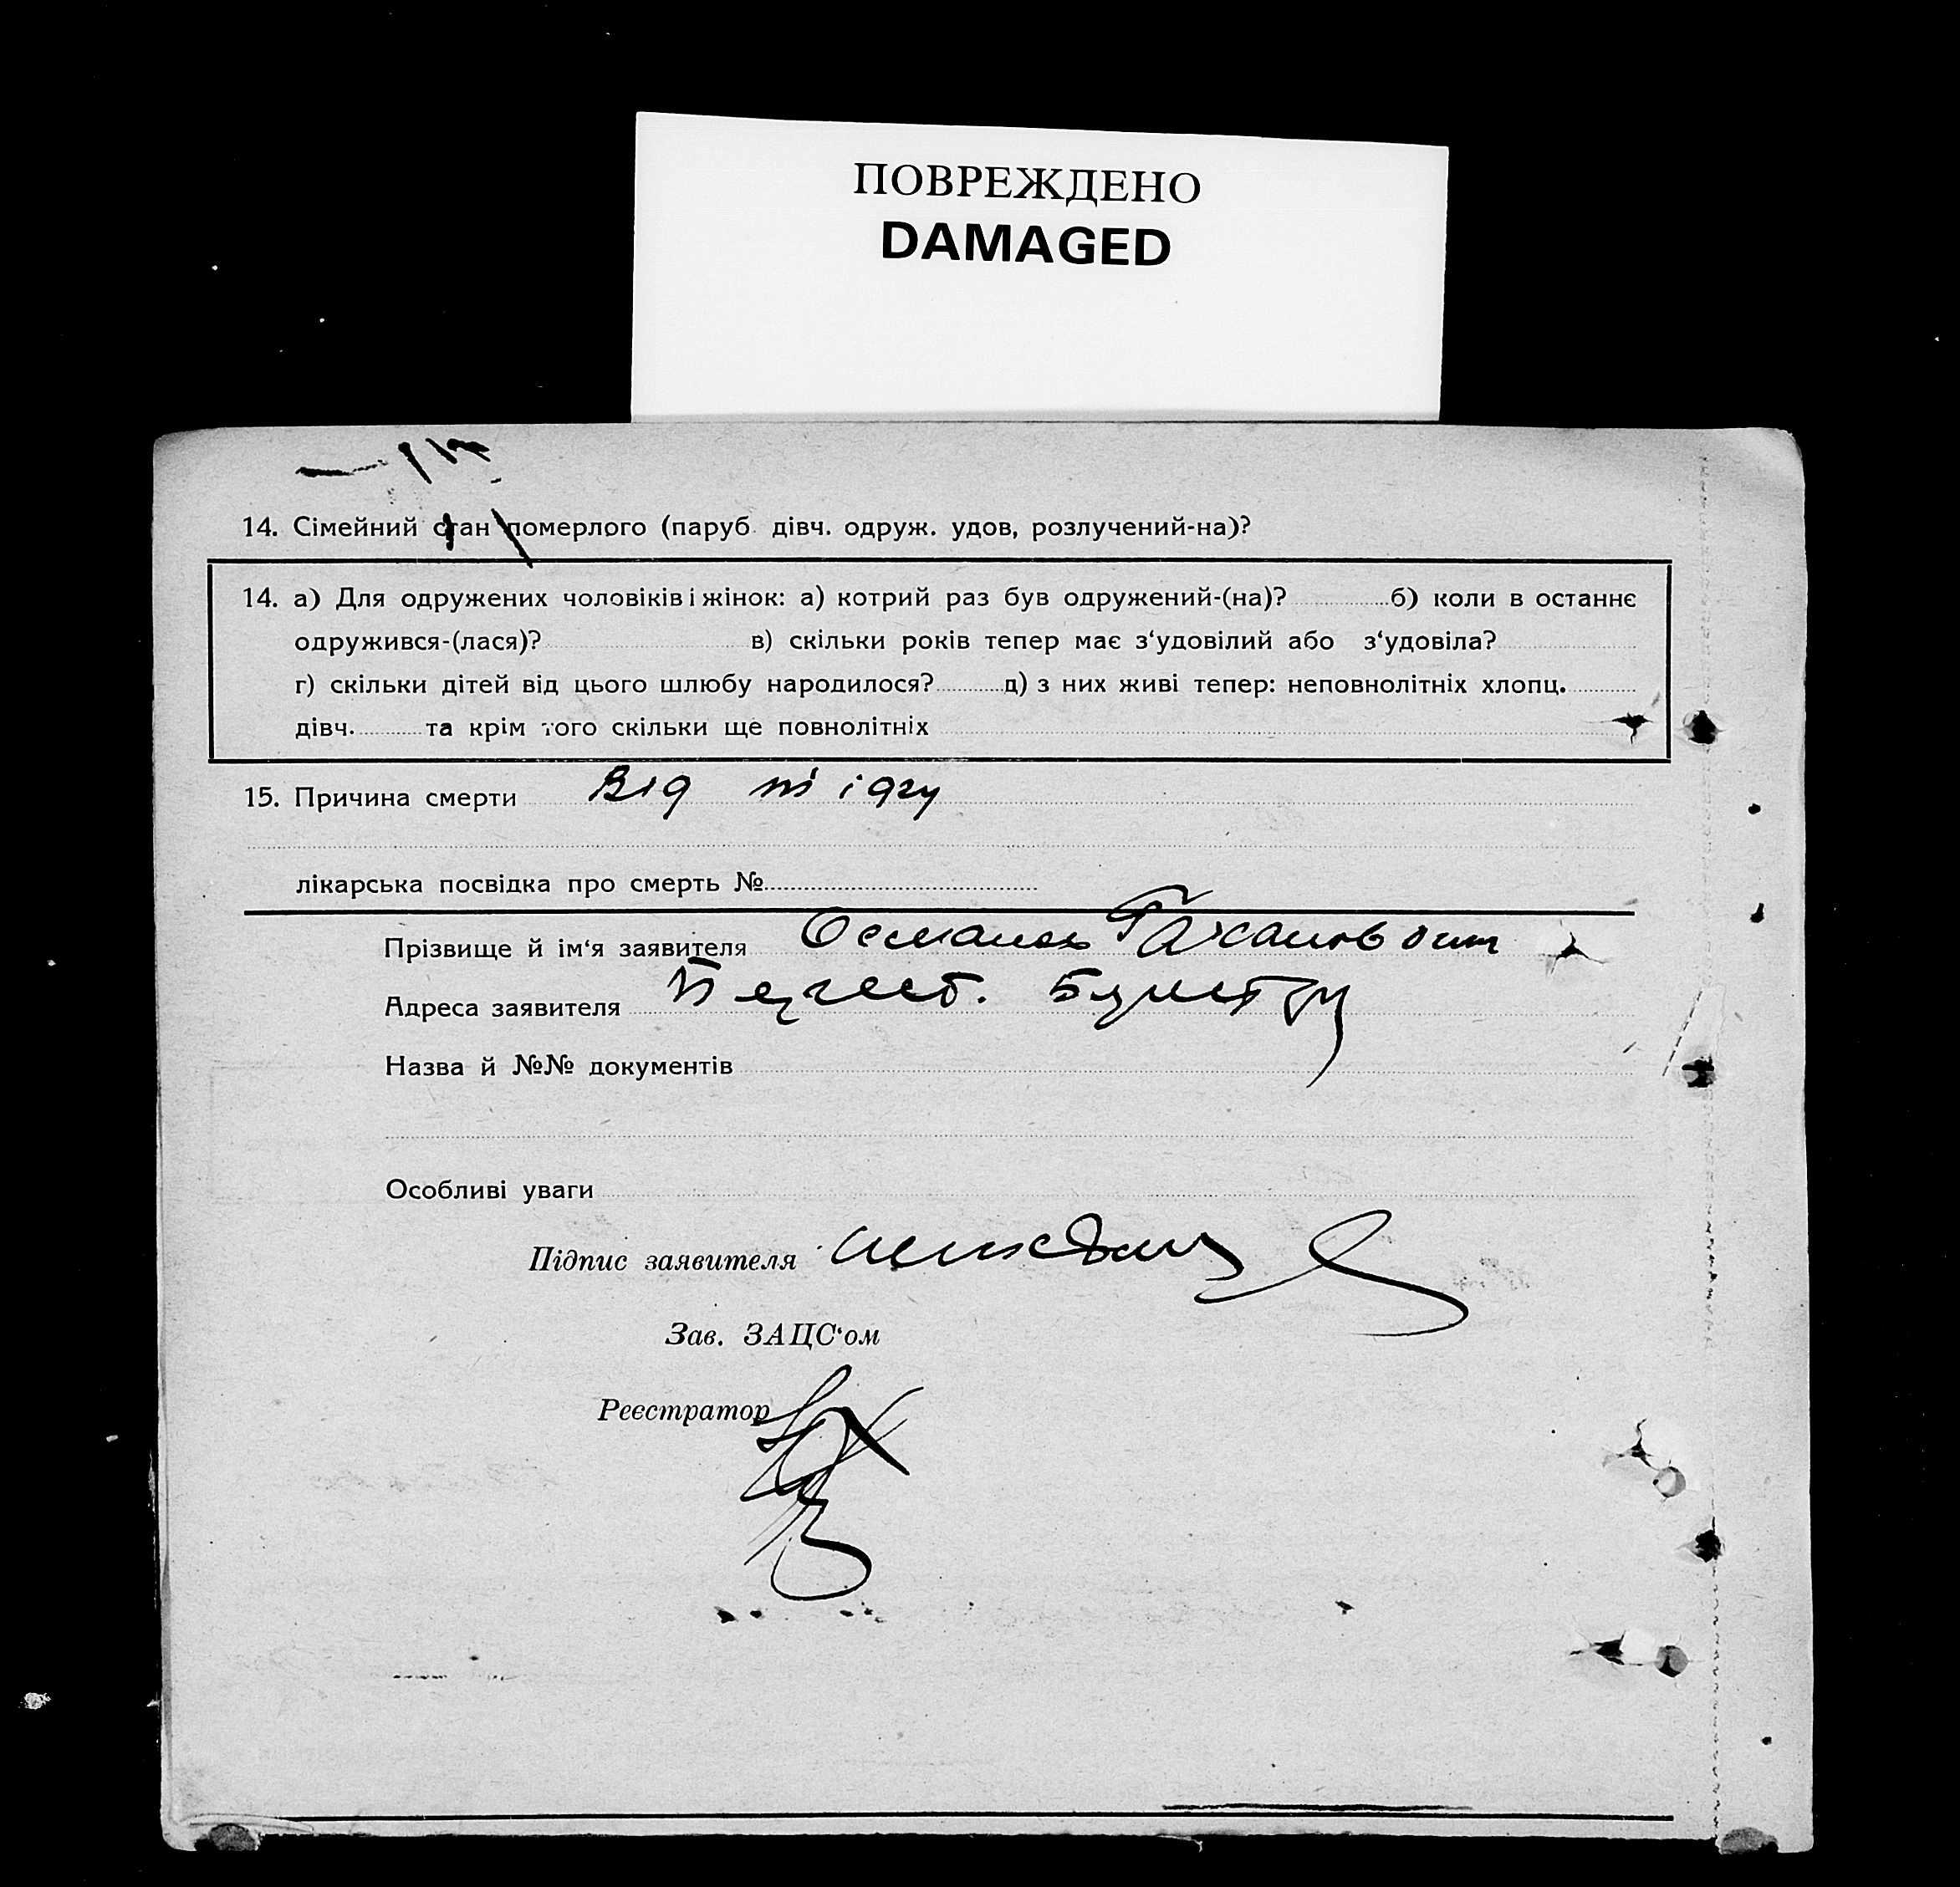 ПОВРЕЖДЕНО
DAMAGED
14. Сімейний стан померлого (паруб. дівч. одруж. удов, розлучений-на)?
14. а) Для одружених чоловіків і жінок: а) котрий раз був одружений-(на)? б) коли в останнє
одружився-(лася)? в) скільки років тепер має з‘удовілий або з‘удовіла?
г) скільки дітей від цього шлюбу народилося? д) з них живі тепер: неповнолітніх хлопц.
дівч. та крім того скільки ще повнолітніх
15. Причина смерти Від
лікарська посвідка про смерть №
Прізвище й ім‘я заявителя
Адреса заявителя
Назва й №№ документів
Особливі уваги
Підпис заявителя
Зав. ЗАЦС‘ом
Реєстратор